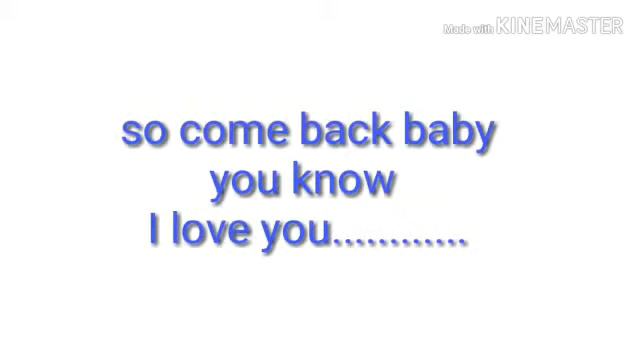 Made with KINEMASTER
so come back baby
you know
I love you............